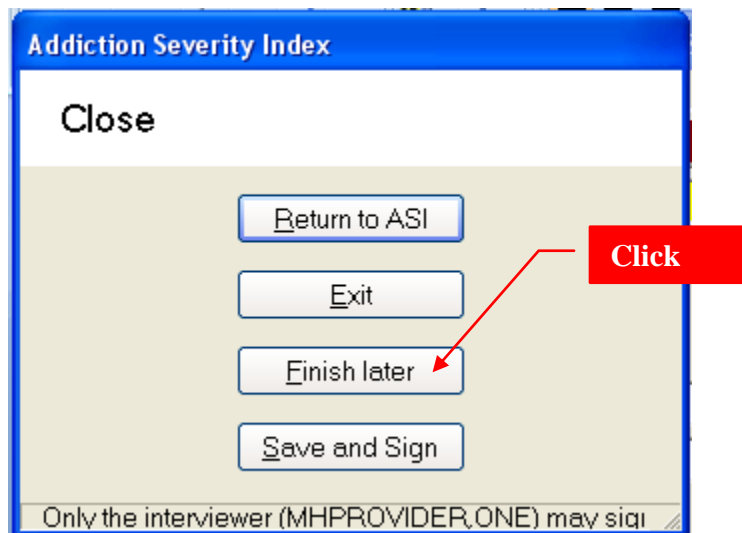 Addiction Severity Index
Close
Return to ASI
Click
Exit
Finish later
Save and Sign
Only the interviewer (MHPROVIDER,ONE) may